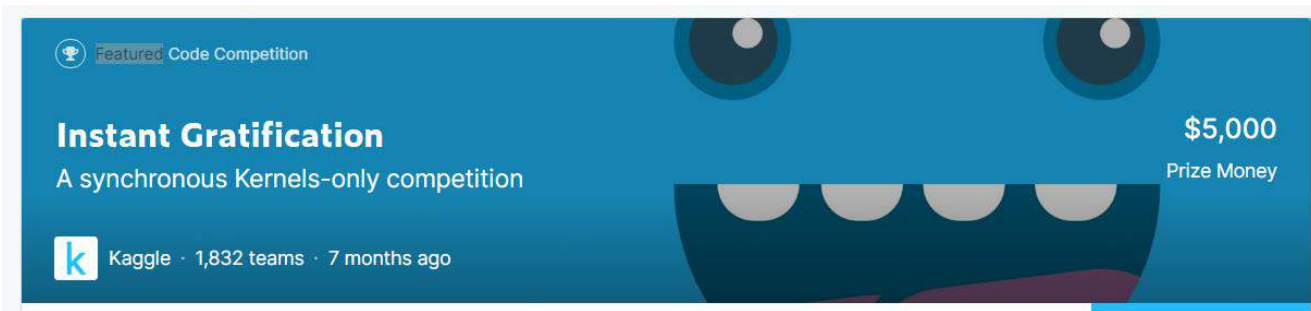 Featured Code Competition
Instant Gratification
A synchronous Kernels-only competition
$5,000
Prize Money
k
Kaggle · 1,832 teams · 7 months ago